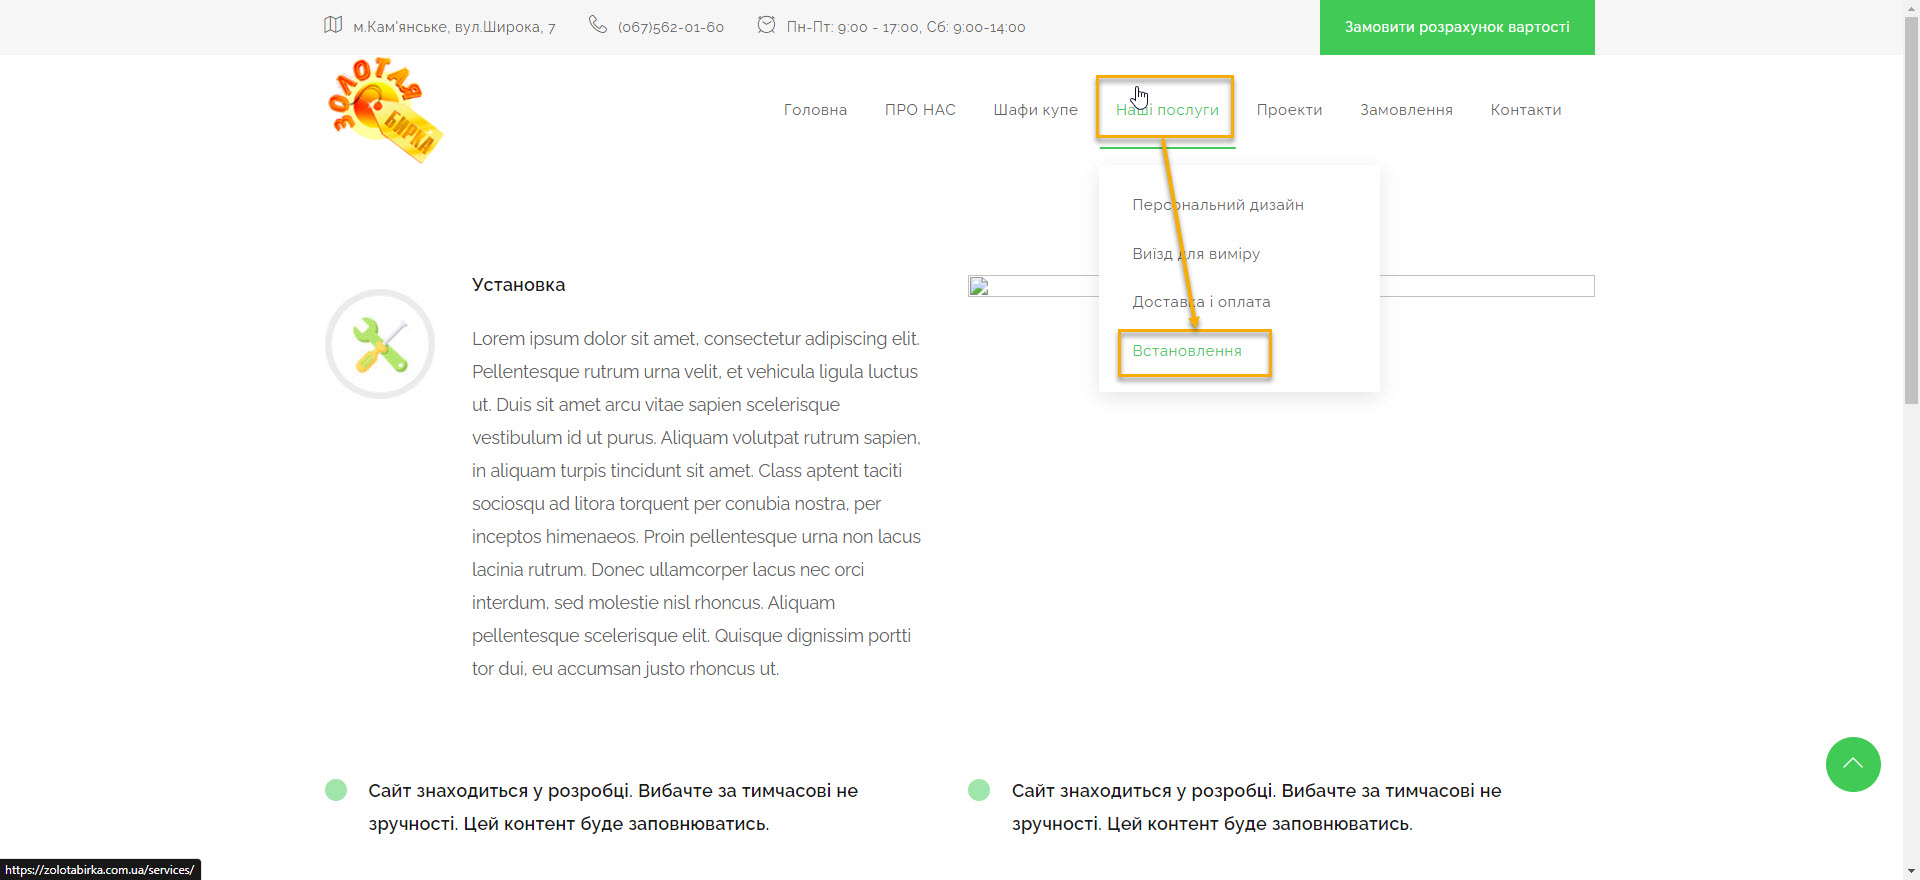 м.Кам'янське, вул.Широка, 7
(067)562-01-60
Пн-Пт: 9:00 - 17:00, Сб: 9:00-14:00
Замовити розрахунок вартості
ЗОЛОТАЯ
БИРКА
Головна
ПРО НАС
Шафи купе
Наші послуги
Проекти
Замовлення
Контакти
Персональний дизайн
Виїзд для виміру
Доставка і оплата
Встановлення
Установка
Lorem ipsum dolor sit amet, consectetur adipiscing elit.
Pellentesque rutrum urna velit, et vehicula ligula luctus
ut. Duis sit amet arcu vitae sapien scelerisque
vestibulum id ut purus. Aliquam volutpat rutrum sapien,
in aliquam turpis tincidunt sit amet. Class aptent taciti
sociosqu ad litora torquent per conubia nostra, per
inceptos himenaeos. Proin pellentesque urna non lacus
lacinia rutrum. Donec ullamcorper lacus nec orci
interdum, sed molestie nisl rhoncus. Aliquam
pellentesque scelerisque elit. Quisque dignissim portti
tor dui, eu accumsan justo rhoncus ut.
Сайт знаходиться у розробці. Вибачте за тимчасові не
зручності. Цей контент буде заповнюватись.
Сайт знаходиться у розробці. Вибачте за тимчасові не
зручності. Цей контент буде заповнюватись.
https://zolotabirka.com.ua/services/